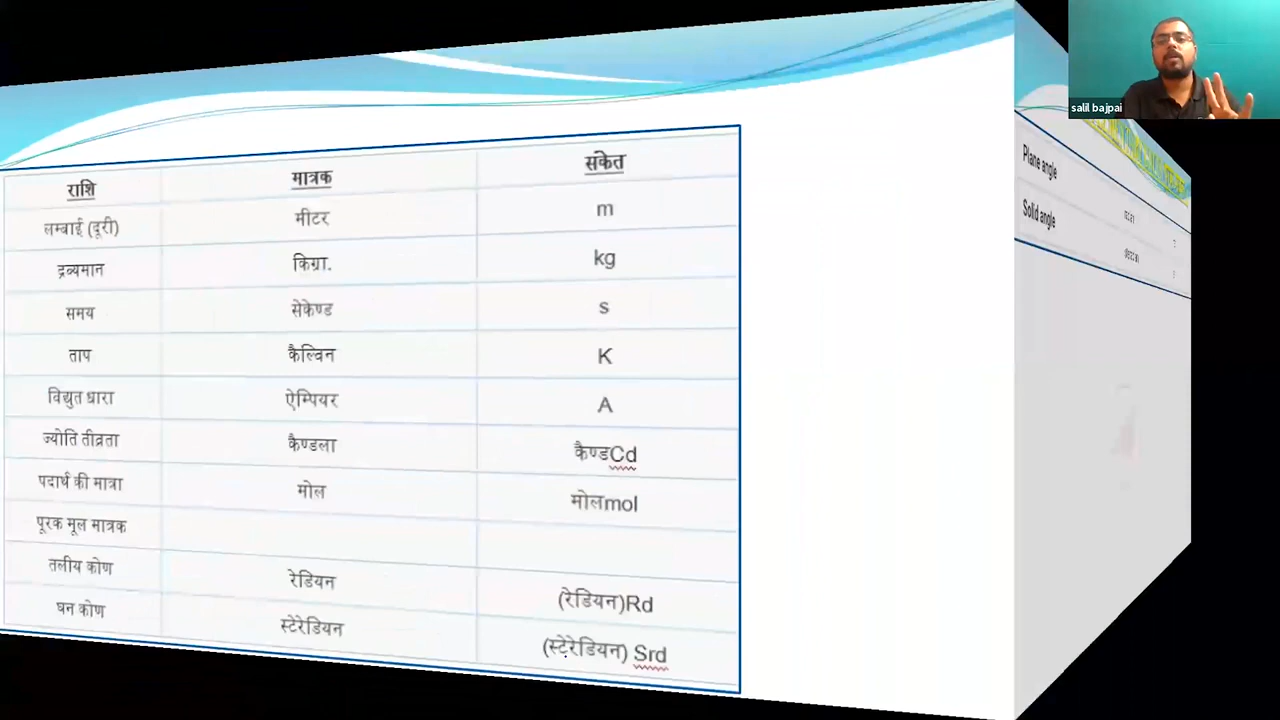 salil bajpai
राशि मात्रक संकेत
लम्बाई (दूरी) मीटर m
द्रव्यमान किग्रा. kg
समय सेकेण्ड s
ताप कैल्विन K
विद्युत धारा ऐम्पियर A
ज्योति तीव्रता कैण्डला कैण्डCd
पदार्थ की मात्रा मोल मोलmol
पूरक मूल मात्रक
तलीय कोण रेडियन (रेडियन)Rd
घन कोण स्टेरेडियन (स्टेरेडियन) Srd
Plane angle
Solid angle